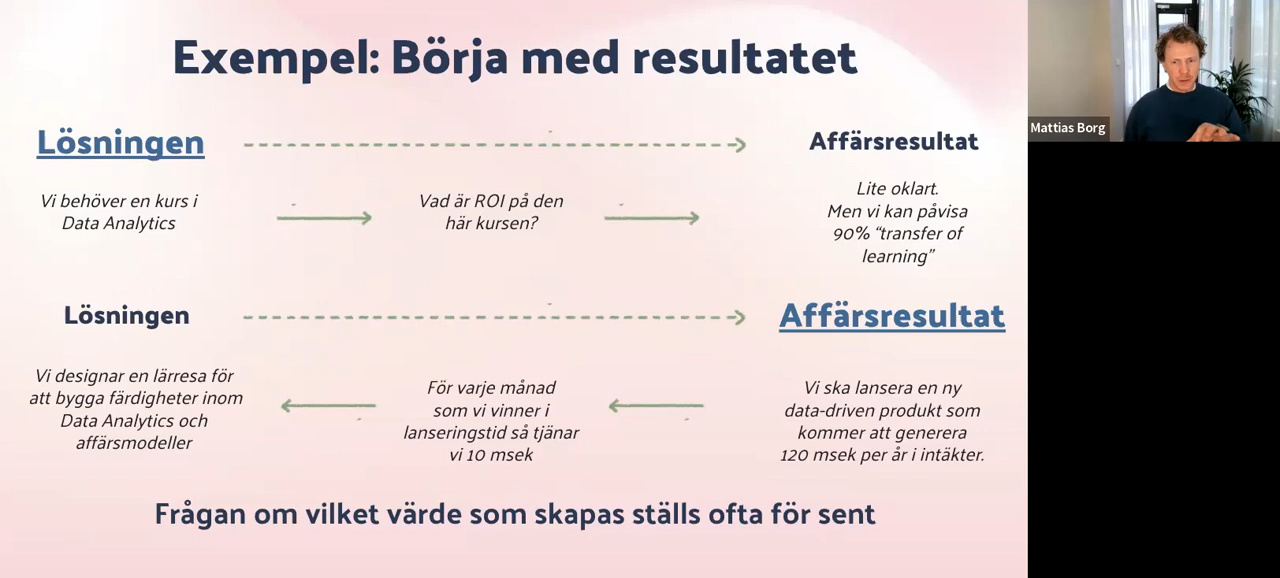 Exempel: Börja med resultatet
Lösningen
Affärsresultat
Vi behöver en kurs i
Data Analytics
Vad är ROI på den
här kursen?
Lite oklart.
Men vi kan påvisa
90% “transfer of
learning”
Lösningen
Affärsresultat
Vi designar en lärresa för
att bygga färdigheter inom
Data Analytics och
affärsmodeller
För varje månad
som vi vinner i
lanseringstid så tjänar
vi 10 msek
Vi ska lansera en ny
data-driven produkt som
kommer att generera
120 msek per år i intäkter.
Frågan om vilket värde som skapas ställs ofta för sent
Mattias Borg